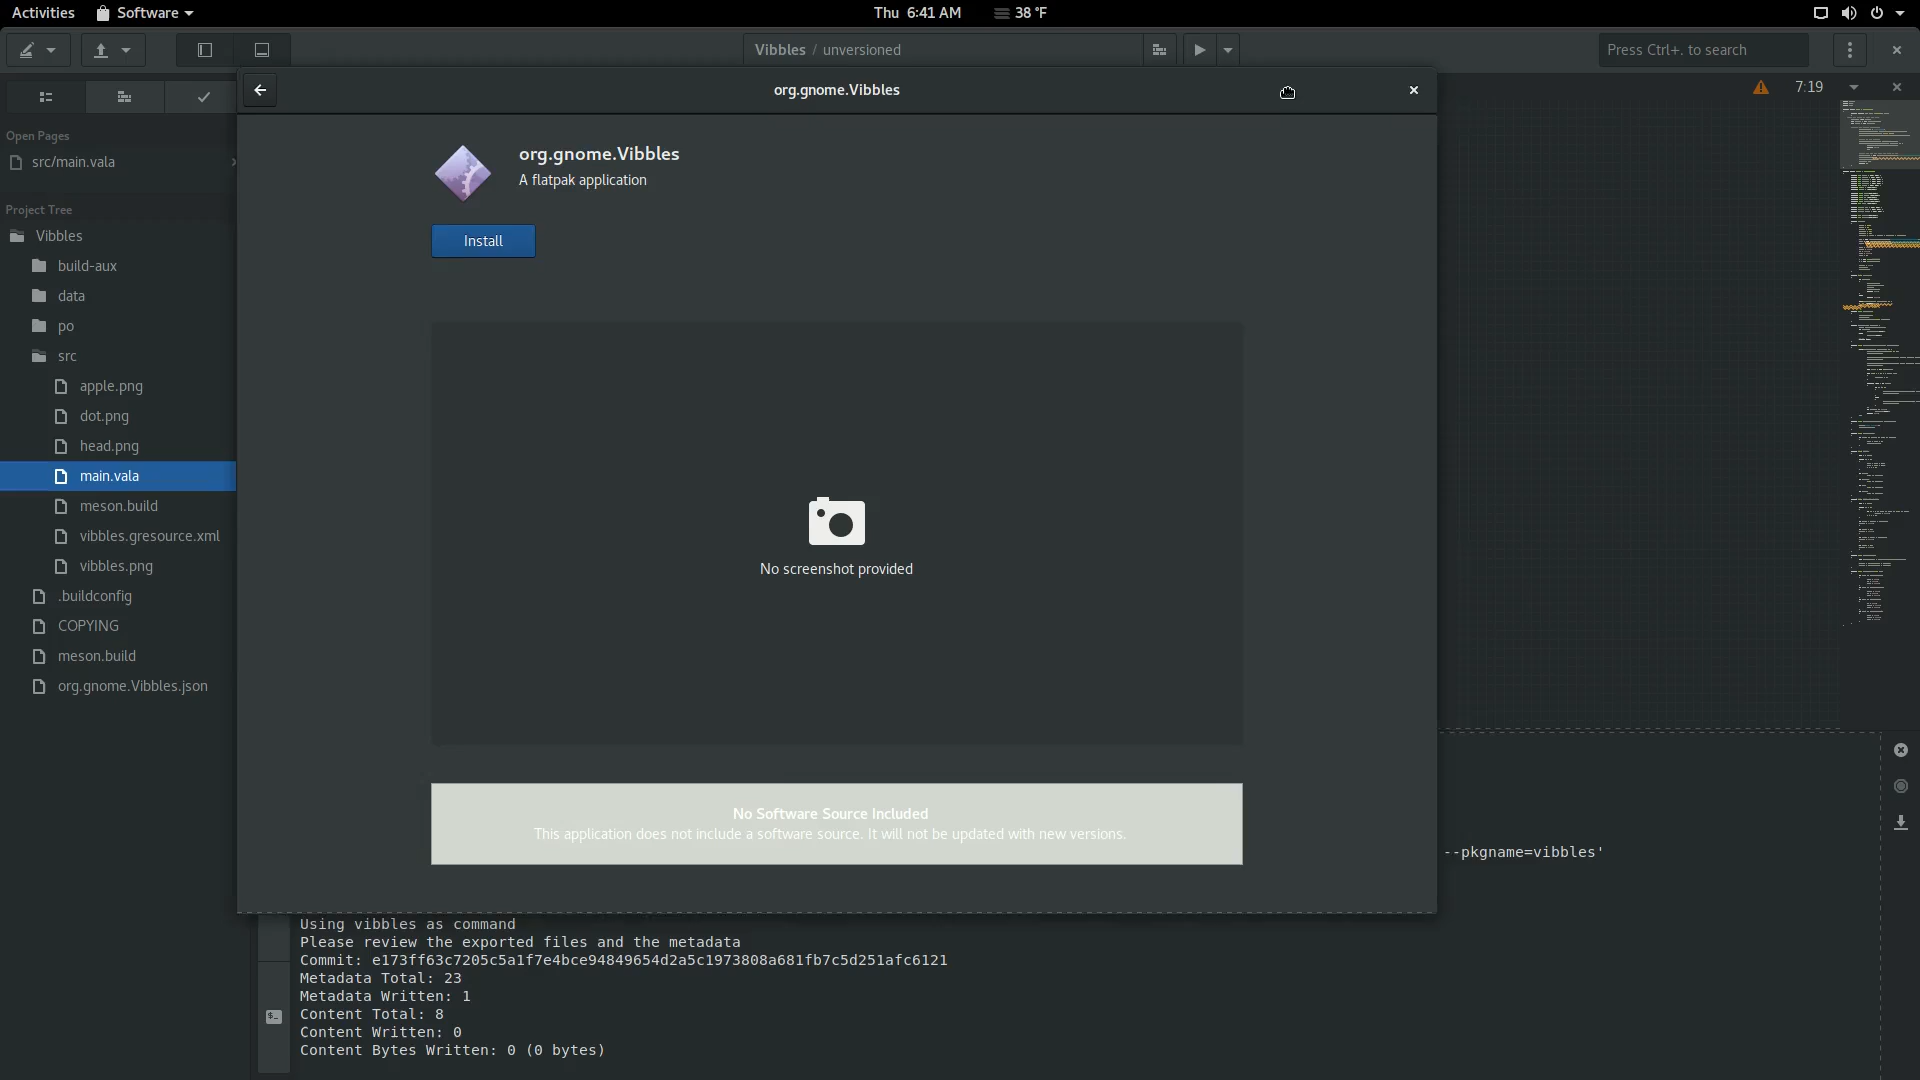 Activities Software Thu 6:41 AM 38 °F
Vibbles / unversioned Press Ctrl+. to search
org.gnome.Vibbles
7:19
Open Pages
src/main.vala
Project Tree
Vibbles
build-aux
data
po
src
apple.png
dot.png
head.png
main.vala
meson.build
vibbles.gresource.xml
vibbles.png
.buildconfig
COPYING
meson.build
org.gnome.Vibbles.json
org.gnome.Vibbles
A flatpak application
Install
No screenshot provided
No Software Source Included
This application does not include a software source. It will not be updated with new versions.
--pkgname=vibbles'
Using vibbles as command
Please review the exported files and the metadata
Commit: e173ff63c7205c5a1f7e4bce94849654d2a5c1973808a681fb7c5d251afc6121
Metadata Total: 23
Metadata Written: 1
Content Total: 8
Content Written: 0
Content Bytes Written: 0 (0 bytes)